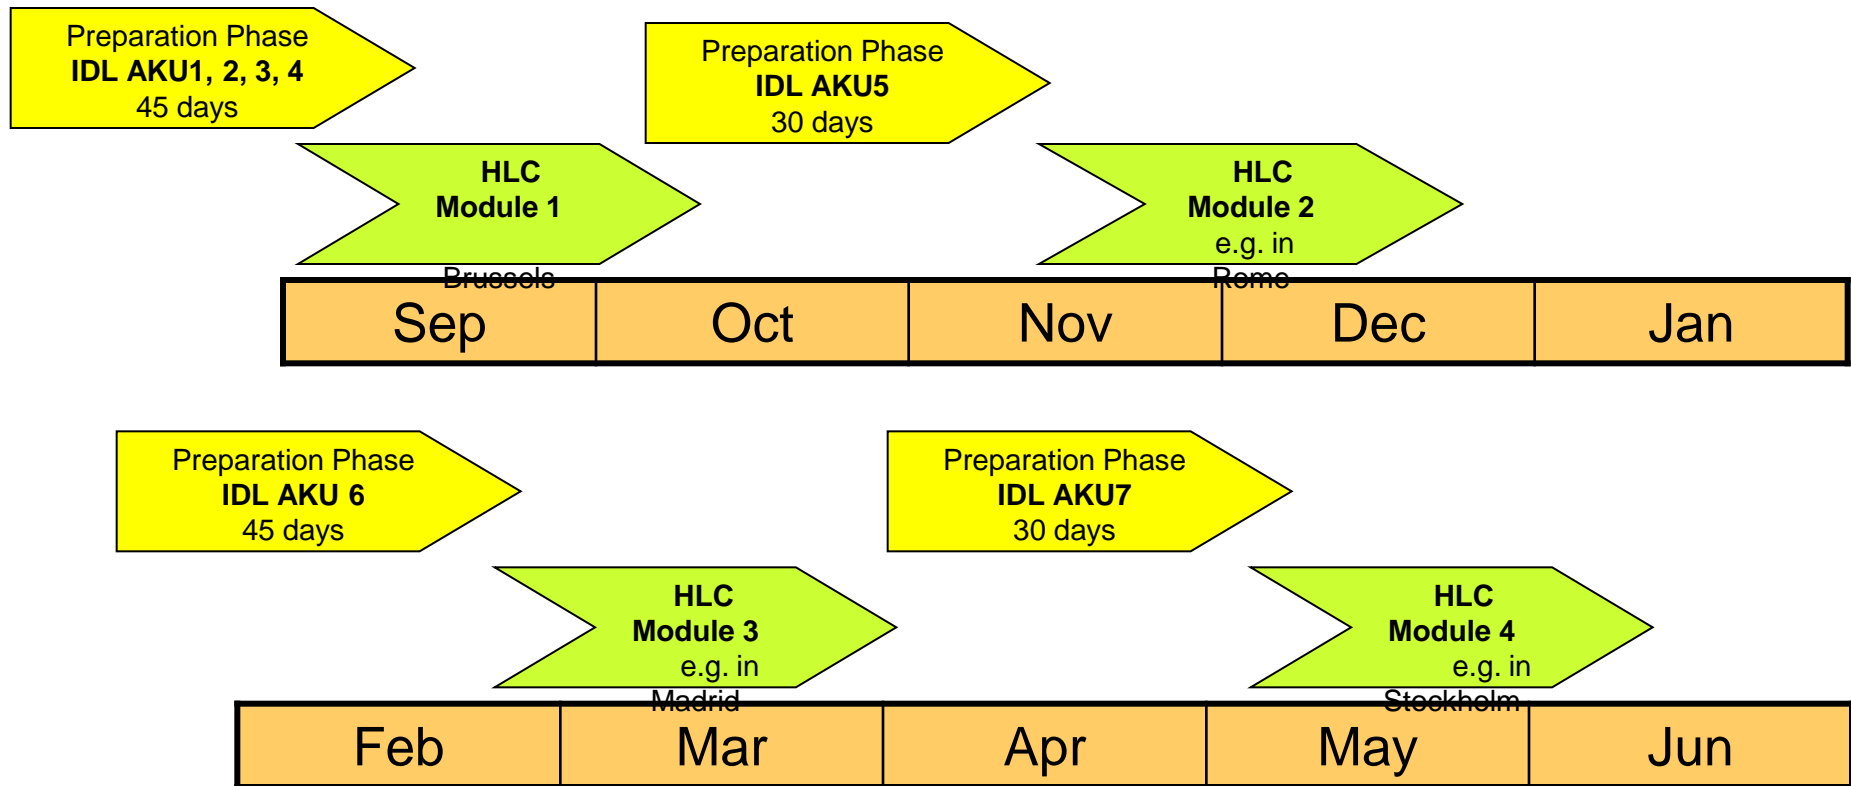 Preparation Phase
IDL AKU1, 2, 3, 4
45 days
Preparation Phase
IDL AKU5
30 days
HLC
Module 1
Brussels
HLC
Module 2
e.g. in
Rome
Sep
Oct
Nov
Dec
Jan
Preparation Phase
IDL AKU 6
45 days
Preparation Phase
IDL AKU7
30 days
HLC
Module 3
e.g. in
Madrid
HLC
Module 4
e.g. in
Stockholm
Feb
Mar
Apr
May
Jun